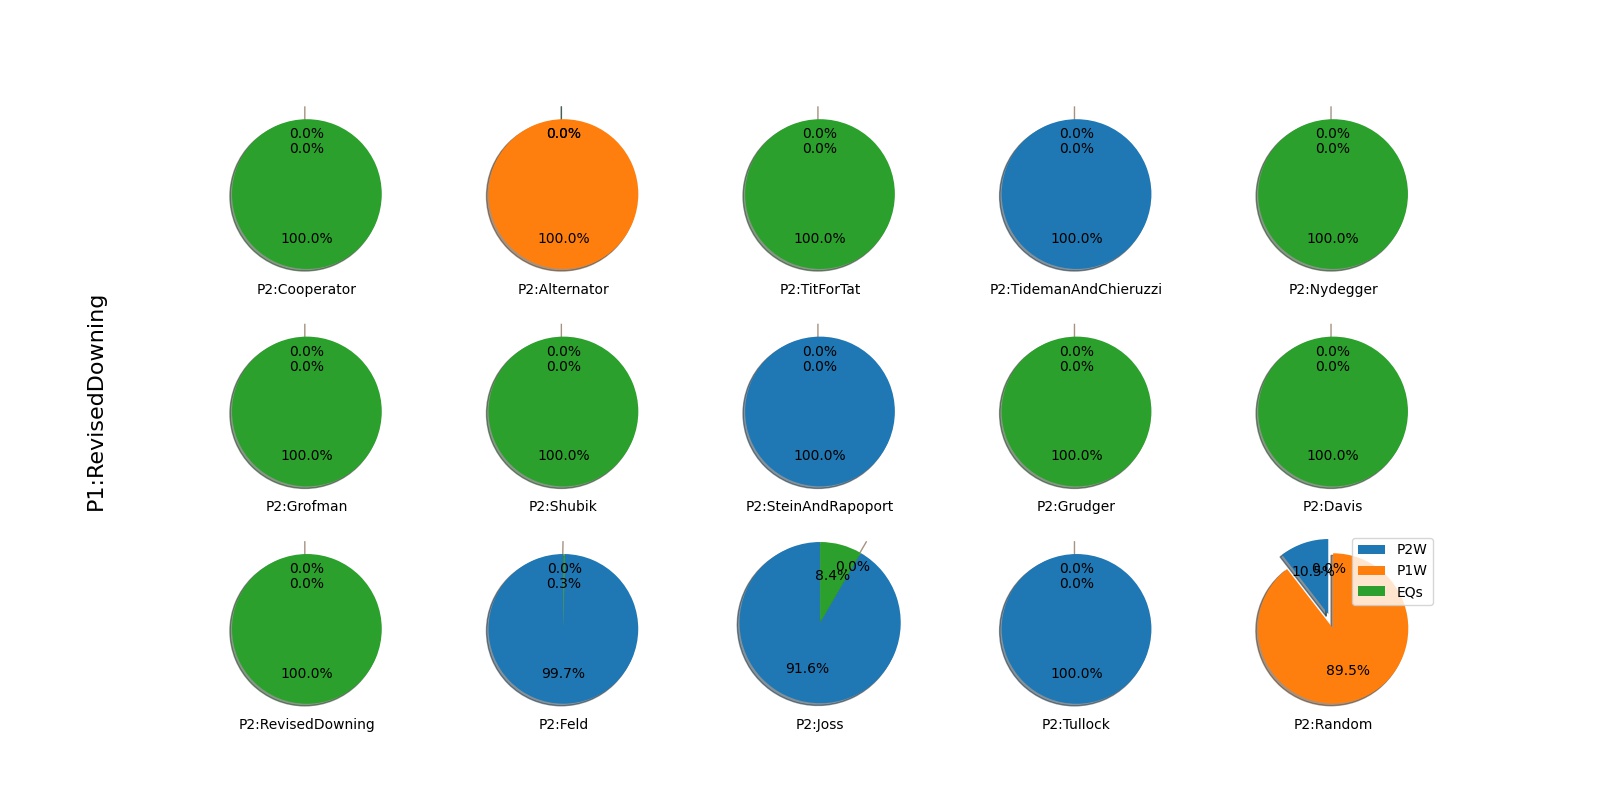 P1:RevisedDowning
0.0%
0.0%
100.0%
P2:Cooperator
0.0%
0.0%
100.0%
P2:Alternator
0.0%
0.0%
100.0%
P2:TitForTat
0.0%
0.0%
100.0%
P2:TidemanAndChieruzzi
0.0%
0.0%
100.0%
P2:Nydegger
0.0%
0.0%
100.0%
P2:Grofman
0.0%
0.0%
100.0%
P2:Shubik
0.0%
0.0%
100.0%
P2:SteinAndRapoport
0.0%
0.0%
100.0%
P2:Grudger
0.0%
0.0%
100.0%
P2:Davis
0.0%
0.0%
100.0%
P2:RevisedDowning
0.0%
0.3%
99.7%
P2:Feld
0.0%
8.4%
91.6%
P2:Joss
0.0%
0.0%
100.0%
P2:Tullock
10.5%
0.0%
89.5%
P2:Random
P2W
P1W
EQs